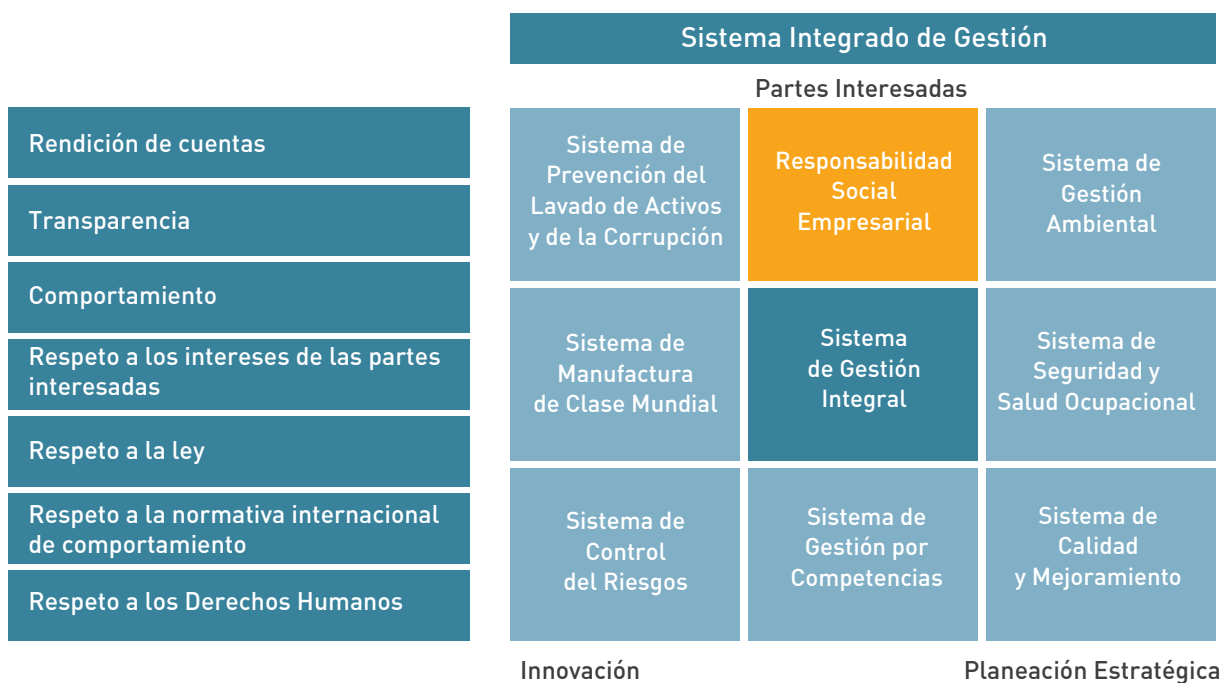 Sistema Integrado de Gestión
Partes Interesadas
Rendición de cuentas
Transparencia
Comportamiento
Respeto a los intereses de las partes
interesadas
Respeto a la ley
Respeto a la normativa internacional
de comportamiento
Respeto a los Derechos Humanos
Sistema de
Prevención del
Lavado de Activos
y de la Corrupción
Responsabilidad
Social
Empresarial
Sistema de
Gestión
Ambiental
Sistema de
Manufactura
de Clase Mundial
Sistema
de Gestión
Integral
Sistema de
Seguridad y
Salud Ocupacional
Sistema de
Control
del Riesgos
Sistema de
Gestión por
Competencias
Sistema de
Calidad
y Mejoramiento
Innovación
Planeación Estratégica